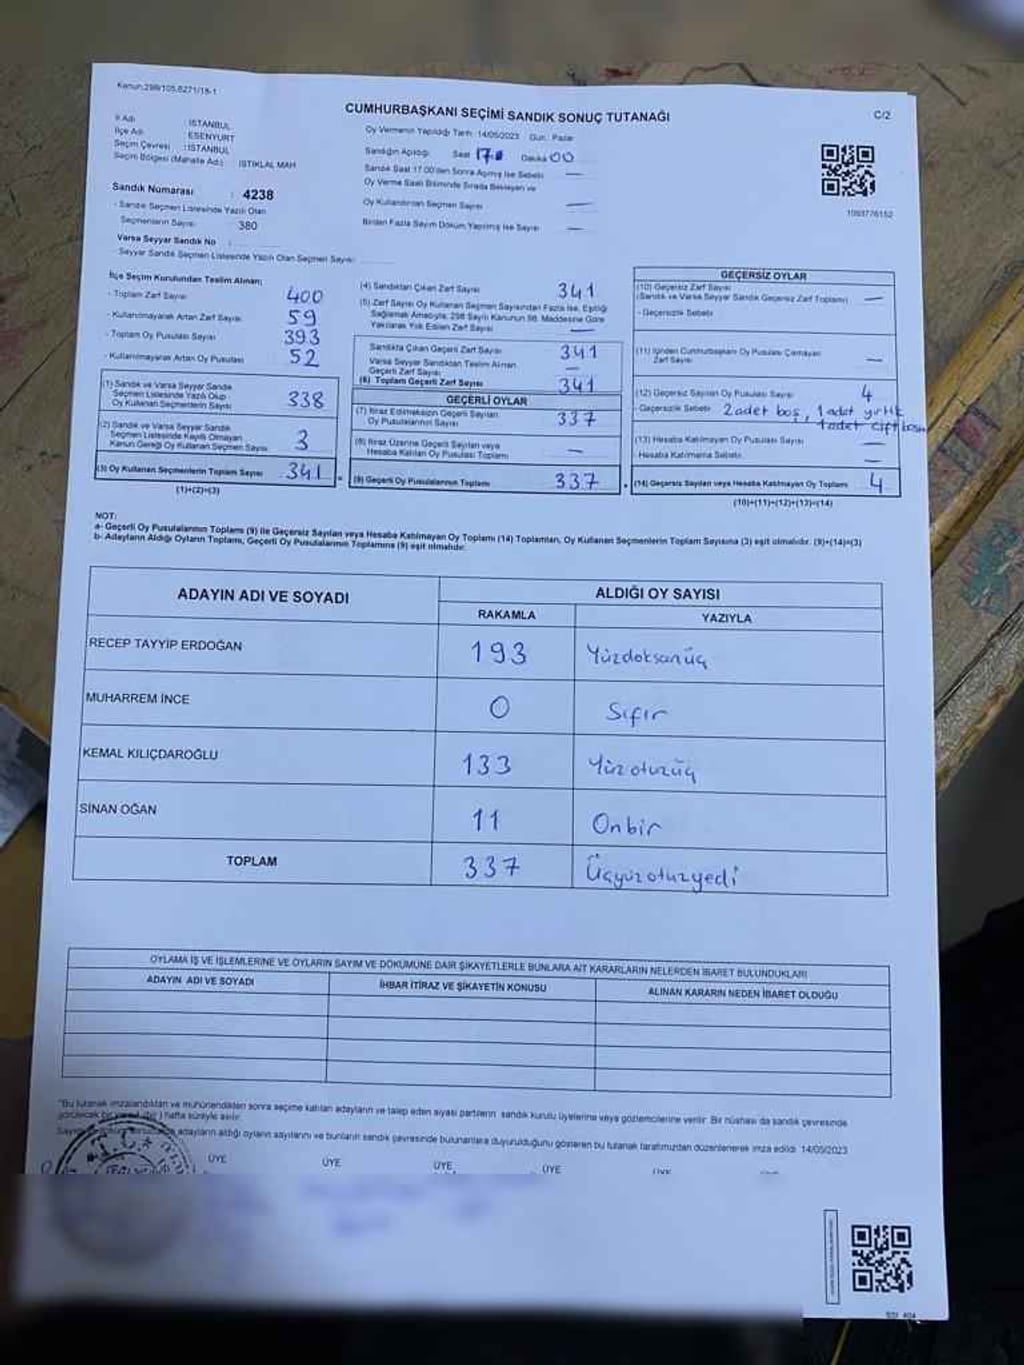 Kanun:298/105,6271/18-1
CUMHURBAŞKANI SEÇİMİ SANDIK SONUÇ TUTANAĞI
C/2
İl Adı : İSTANBUL
İlçe Adı : ESENYURT
Seçim Çevresi : İSTANBUL
Seçim Bölgesi (Mahalle Adı) : İSTİKLAL MAH
Oy Vermenin Yapıldığı Tarih: 14/05/2023 Gün: Pazar
Sandığın Açıldığı Saat 17 Dakika 00
Sandık Saat 17.00'den Sonra Açılmış İse Sebebi —
Oy Verme Saati Bitiminde Sırada Bekleyen ve
Oy Kullandırılan Seçmen Sayısı —
Birden Fazla Sayım Döküm Yapılmış İse Sayısı —
Sandık Numarası : 4238
- Sandık Seçmen Listesinde Yazılı Olan
Seçmenlerin Sayısı 380
Varsa Seyyar Sandık No :
Seyyar Sandık Seçmen Listesinde Yazılı Olan Seçmen Sayısı
İlçe Seçim Kurulundan Teslim Alınan:
- Toplam Zarf Sayısı 400
- Kullanılmayarak Artan Zarf Sayısı 59
- Toplam Oy Pusulası Sayısı 393
- Kullanılmayarak Artan Oy Pusulası 52
(1) Sandık ve Varsa Seyyar Sandık
Seçmen Listesinde Yazılı Olup
Oy Kullanan Seçmenlerin Sayısı 338
(2) Sandık ve Varsa Seyyar Sandık
Seçmen Listesinde Kayıtlı Olmayan
Kanun Gereği Oy Kullanan Seçmen Sayısı 3
(3) Oy Kullanan Seçmenlerin Toplam Sayısı 341
(1)+(2)=(3)
(4) Sandıktan Çıkan Zarf Sayısı 341
(5) Zarf Sayısı Oy Kullanan Seçmen Sayısından Fazla İse, Eşitliği
Sağlamak Amacıyla, 298 Sayılı Kanunun 98. Maddesine Göre
Yakılarak Yok Edilen Zarf Sayısı —
Sandıkta Çıkan Geçerli Zarf Sayısı 341
Varsa Seyyar Sandıktan Teslim Alınan
Geçerli Zarf Sayısı —
(6) Toplam Geçerli Zarf Sayısı 341
GEÇERLİ OYLAR
(7) İtiraz Edilmeksizin Geçerli Sayılan
Oy Pusulalarının Sayısı 337
(8) İtiraz Üzerine Geçerli Sayılan veya
Hesaba Katılan Oy Pusulası Toplamı —
(9) Geçerli Oy Pusulalarının Toplamı 337
GEÇERSİZ OYLAR
(10) Geçersiz Zarf Sayısı
(Sandık ve Varsa Seyyar Sandık Geçersiz Zarf Toplamı) —
- Geçersizlik Sebebi
(11) İçinden Cumhurbaşkanı Oy Pusulası Çıkmayan
Zarf Sayısı —
(12) Geçersiz Sayılan Oy Pusulası Sayısı 4
- Geçersizlik Sebebi 2 adet boş, 1 adet yırtık
1 adet çift
(13) Hesaba Katılmayan Oy Pusulası Sayısı —
- Hesaba Katılmama Sebebi —
(14) Geçersiz Sayılan veya Hesaba Katılmayan Oy Toplamı 4
(10)+(11)+(12)+(13)=(14)
NOT:
a- Geçerli Oy Pusulalarının Toplamı (9) ile Geçersiz Sayılan veya Hesaba Katılmayan Oy Toplamı (14) Toplamları, Oy Kullanan Seçmenlerin Toplam Sayısına (3) eşit olmalıdır. (9)+(14)=(3)
b- Adayların Aldığı Oyların Toplamı, Geçerli Oy Pusulalarının Toplamına (9) eşit olmalıdır.
ADAYIN ADI VE SOYADI
ALDIĞI OY SAYISI
RAKAMLA YAZIYLA
RECEP TAYYİP ERDOĞAN 193 Yüzdoksanüç
MUHARREM İNCE 0 Sıfır
KEMAL KILIÇDAROĞLU 133 Yüzotuzüç
SİNAN OĞAN 11 Onbir
TOPLAM 337 Üçyüzotuzyedi
OYLAMA İŞ VE İŞLEMLERİNE VE OYLARIN SAYIM VE DÖKÜMÜNE DAİR ŞİKAYETLERLE BUNLARA AİT KARARLARIN NELERDEN İBARET BULUNDUKLARI
ADAYIN ADI VE SOYADI İHBAR İTİRAZ VE ŞİKAYETİN KONUSU ALINAN KARARIN NEDEN İBARET OLDUĞU
"Bu tutanak imzalandıktan ve mühürlendikten sonra seçime katılan adayların ve talep eden siyasi partilerin sandık kurulu üyelerine veya gözlemcilerine verilir. Bir nüshası da sandık çevresinde
görülecek bir yere (bir) hafta süreyle asılır.
adayların aldığı oyların sayılarını ve bunların sandık çevresinde bulunanlara duyurulduğunu gösteren bu tutanak tarafımızdan düzenlenerek imza edildi. 14/05/2023
T.C.
ÜYE ÜYE ÜYE ÜYE ÜYE